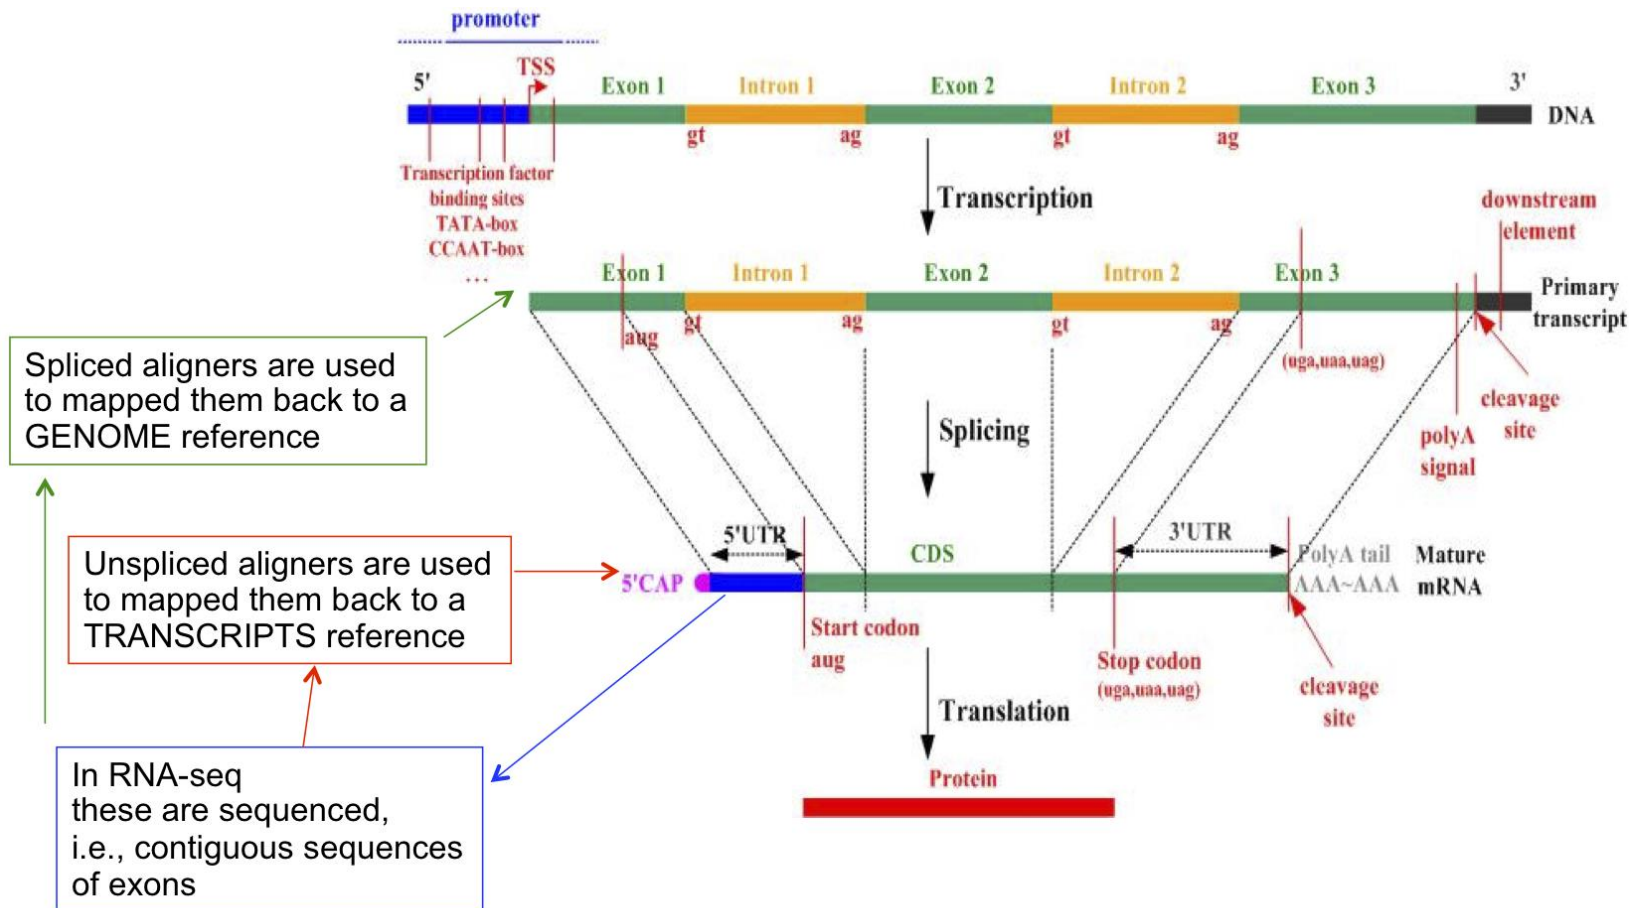 promoter
5'
TSS
Exon 1
Intron 1
Exon 2
Intron 2
Exon 3
3'
DNA
gt
ag
gt
ag
Transcription factor
binding sites
TATA-box
CCAAT-box
...
Transcription
downstream
element
Exon 1
Intron 1
Exon 2
Intron 2
Exon 3
Primary
transcript
aug
gt
ag
gt
ag
(uga,uaa,uag)
cleavage
site
polyA
signal
Spliced aligners are used
to mapped them back to a
GENOME reference
Splicing
Unspliced aligners are used
to mapped them back to a
TRANSCRIPTS reference
5'UTR
CDS
3'UTR
PolyA tail
Mature
5'CAP
AAA~AAA
mRNA
Start codon
aug
Stop codon
(uga,uaa,uag)
cleavage
site
Translation
Protein
In RNA-seq
these are sequenced,
i.e., contiguous sequences
of exons